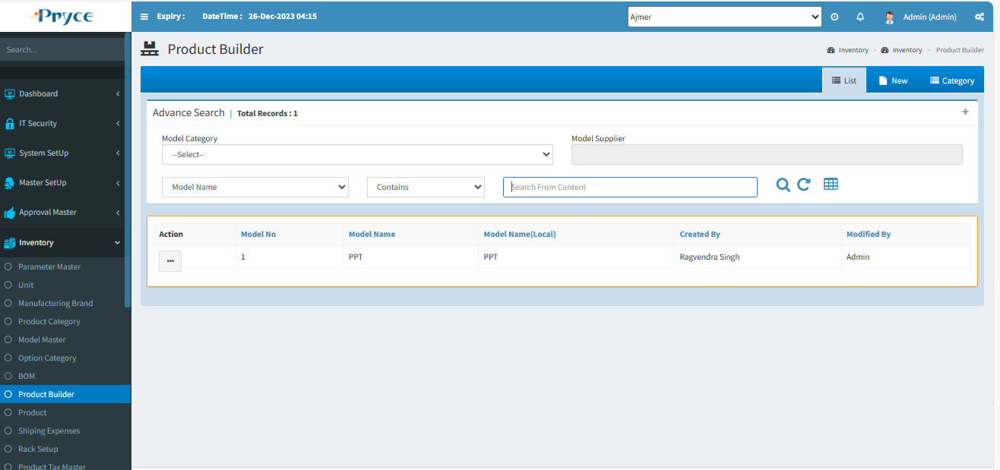 Pryce
Expiry : DateTime : 26-Dec-2023 04:15 Ajmer Admin (Admin)
Search...
Dashboard
IT Security
System SetUp
Master SetUp
Approval Master
Inventory
Parameter Master
Unit
Manufacturing Brand
Product Category
Model Master
Option Category
BOM
Product Builder
Product
Shiping Expenses
Rack Setup
Product Tax Master
Product Builder
Inventory > Inventory > Product Builder
List New Category
Advance Search | Total Records : 1
Model Category Model Supplier
--Select--
Model Name Contains Search From Content
Action Model No Model Name Model Name(Local) Created By Modified By
1 PPT PPT Ragvendra Singh Admin